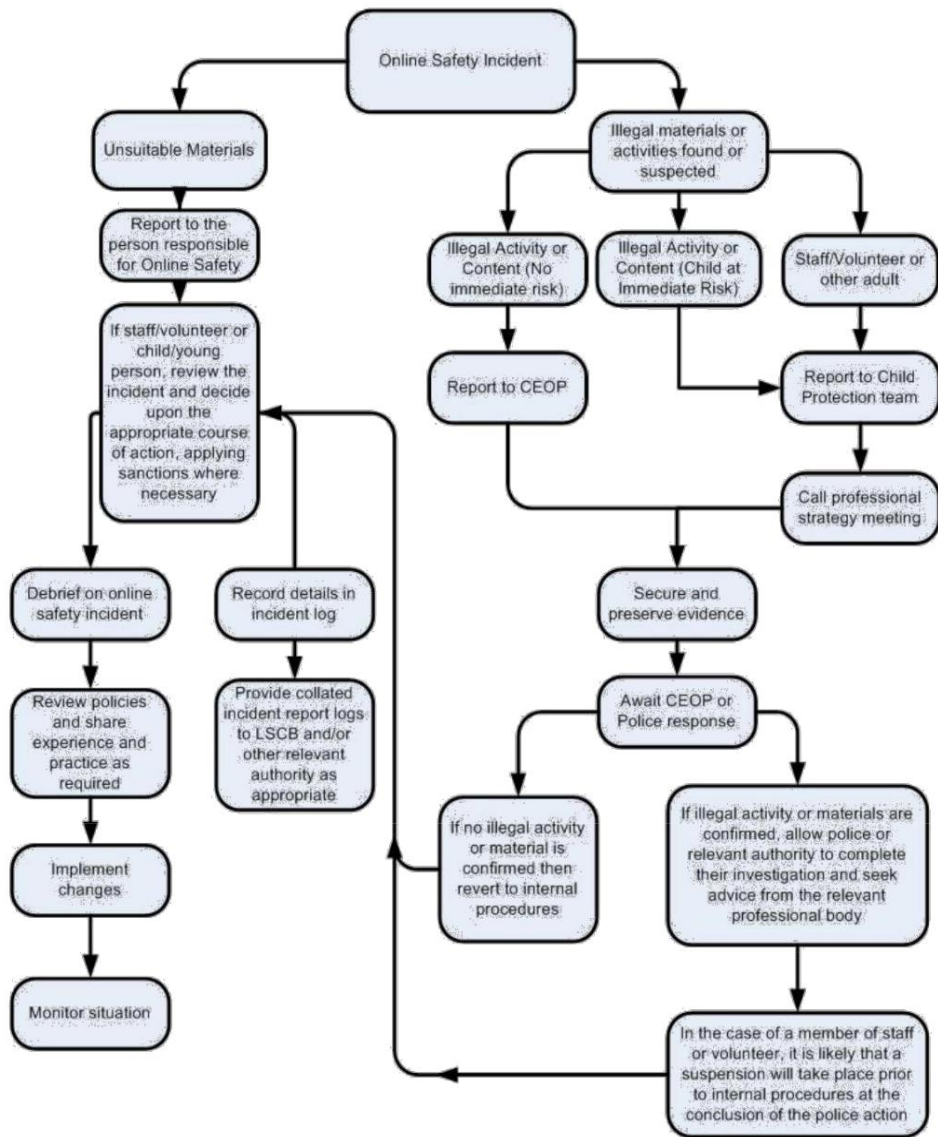 Online Safety Incident
Unsuitable Materials
Illegal materials or
activities found or
suspected
Report to the
person responsible
for Online Safety
Illegal Activity or
Content (No
immediate risk)
Illegal Activity or
Content (Child at
Immediate Risk)
Staff/Volunteer or
other adult
If staff/volunteer or
child/young
person, review the
incident and decide
upon the
appropriate course
of action, applying
sanctions where
necessary
Report to CEOP
Report to Child
Protection team
Call professional
strategy meeting
Debrief on online
safety incident
Record details in
incident log
Secure and
preserve evidence
Review policies
and share
experience and
practice as
required
Provide collated
incident report logs
to LSCB and/or
other relevant
authority as
appropriate
Await CEOP or
Police response
If no illegal activity
or material is
confirmed then
revert to internal
procedures
If illegal activity or materials are
confirmed, allow police or
relevant authority to complete
their investigation and seek
advice from the relevant
professional body
Implement
changes
Monitor situation
In the case of a member of staff
or volunteer, it is likely that a
suspension will take place prior
to internal procedures at the
conclusion of the police action